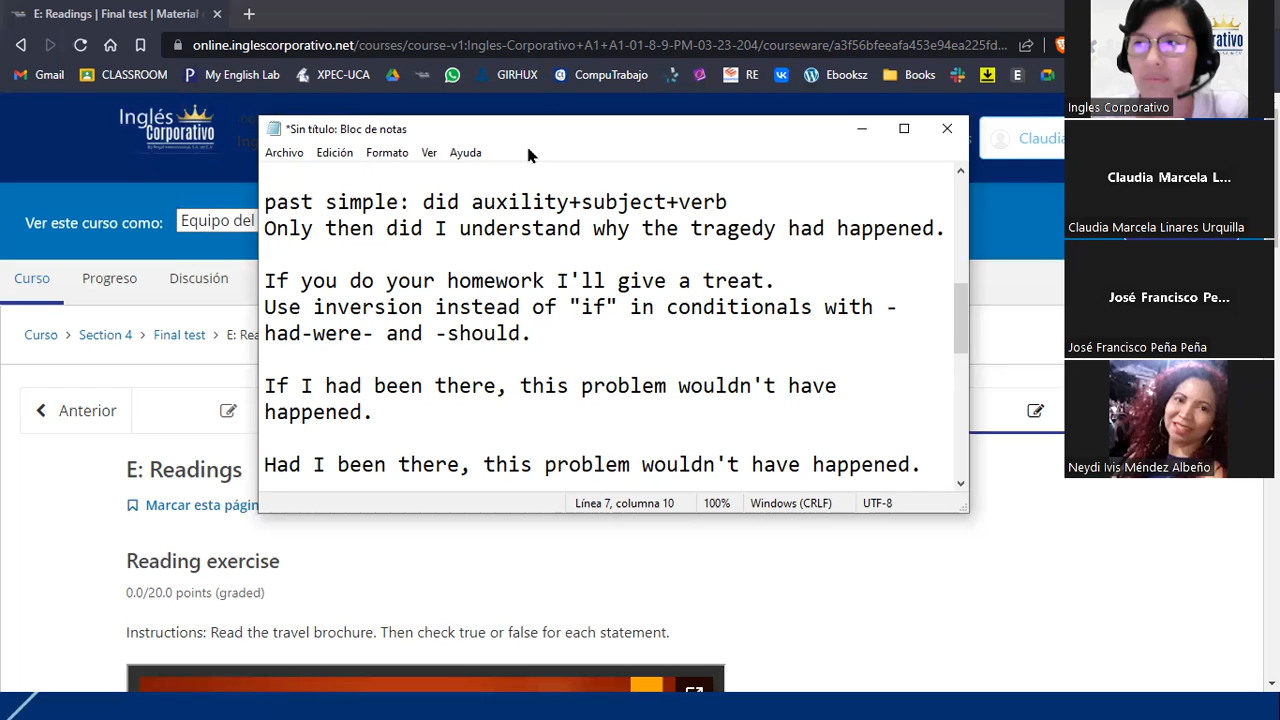 E: Readings | Final test | Material
online.inglescorporativo.net/courses/course-v1:Ingles-Corporativo+A1+A1-01-8-9-PM-03-23-204/courseware/a3f56bfeeafa453e94ea225fd...
Gmail
CLASSROOM
My English Lab
XPEC-UCA
GIRHUX
CompuTrabajo
RE
Ebooksz
Books
Inglés
Corporativo
Claudia
Ver este curso como:
Equipo del
Curso
Progreso
Discusión
Curso
Section 4
Final test
E: Rea
Anterior
E: Readings
Marcar esta págin
Reading exercise
0.0/20.0 points (graded)
Instructions: Read the travel brochure. Then check true or false for each statement.
*Sin título: Bloc de notas
Archivo
Edición
Formato
Ver
Ayuda
past simple: did auxility+subject+verb
Only then did I understand why the tragedy had happened.
If you do your homework I'll give a treat.
Use inversion instead of "if" in conditionals with -
had-were- and -should.
If I had been there, this problem wouldn't have
happened.
Had I been there, this problem wouldn't have happened.
Línea 7, columna 10
100%
Windows (CRLF)
UTF-8
orativo
Ingles Corporativo
Claudia Marcela L...
Claudia Marcela Linares Urquilla
José Francisco Pe...
José Francisco Peña Peña
Neydi Ivis Méndez Albeño